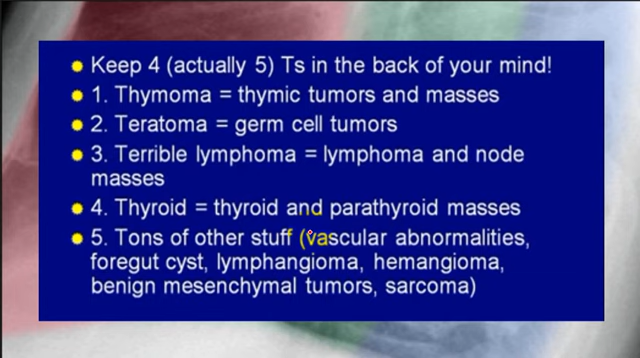 Keep 4 (actually 5) Ts in the back of your mind!
1. Thymoma = thymic tumors and masses
2. Teratoma = germ cell tumors
3. Terrible lymphoma = lymphoma and node
masses
4. Thyroid = thyroid and parathyroid masses
5. Tons of other stuff (vascular abnormalities,
foregut cyst, lymphangioma, hemangioma,
benign mesenchymal tumors, sarcoma)